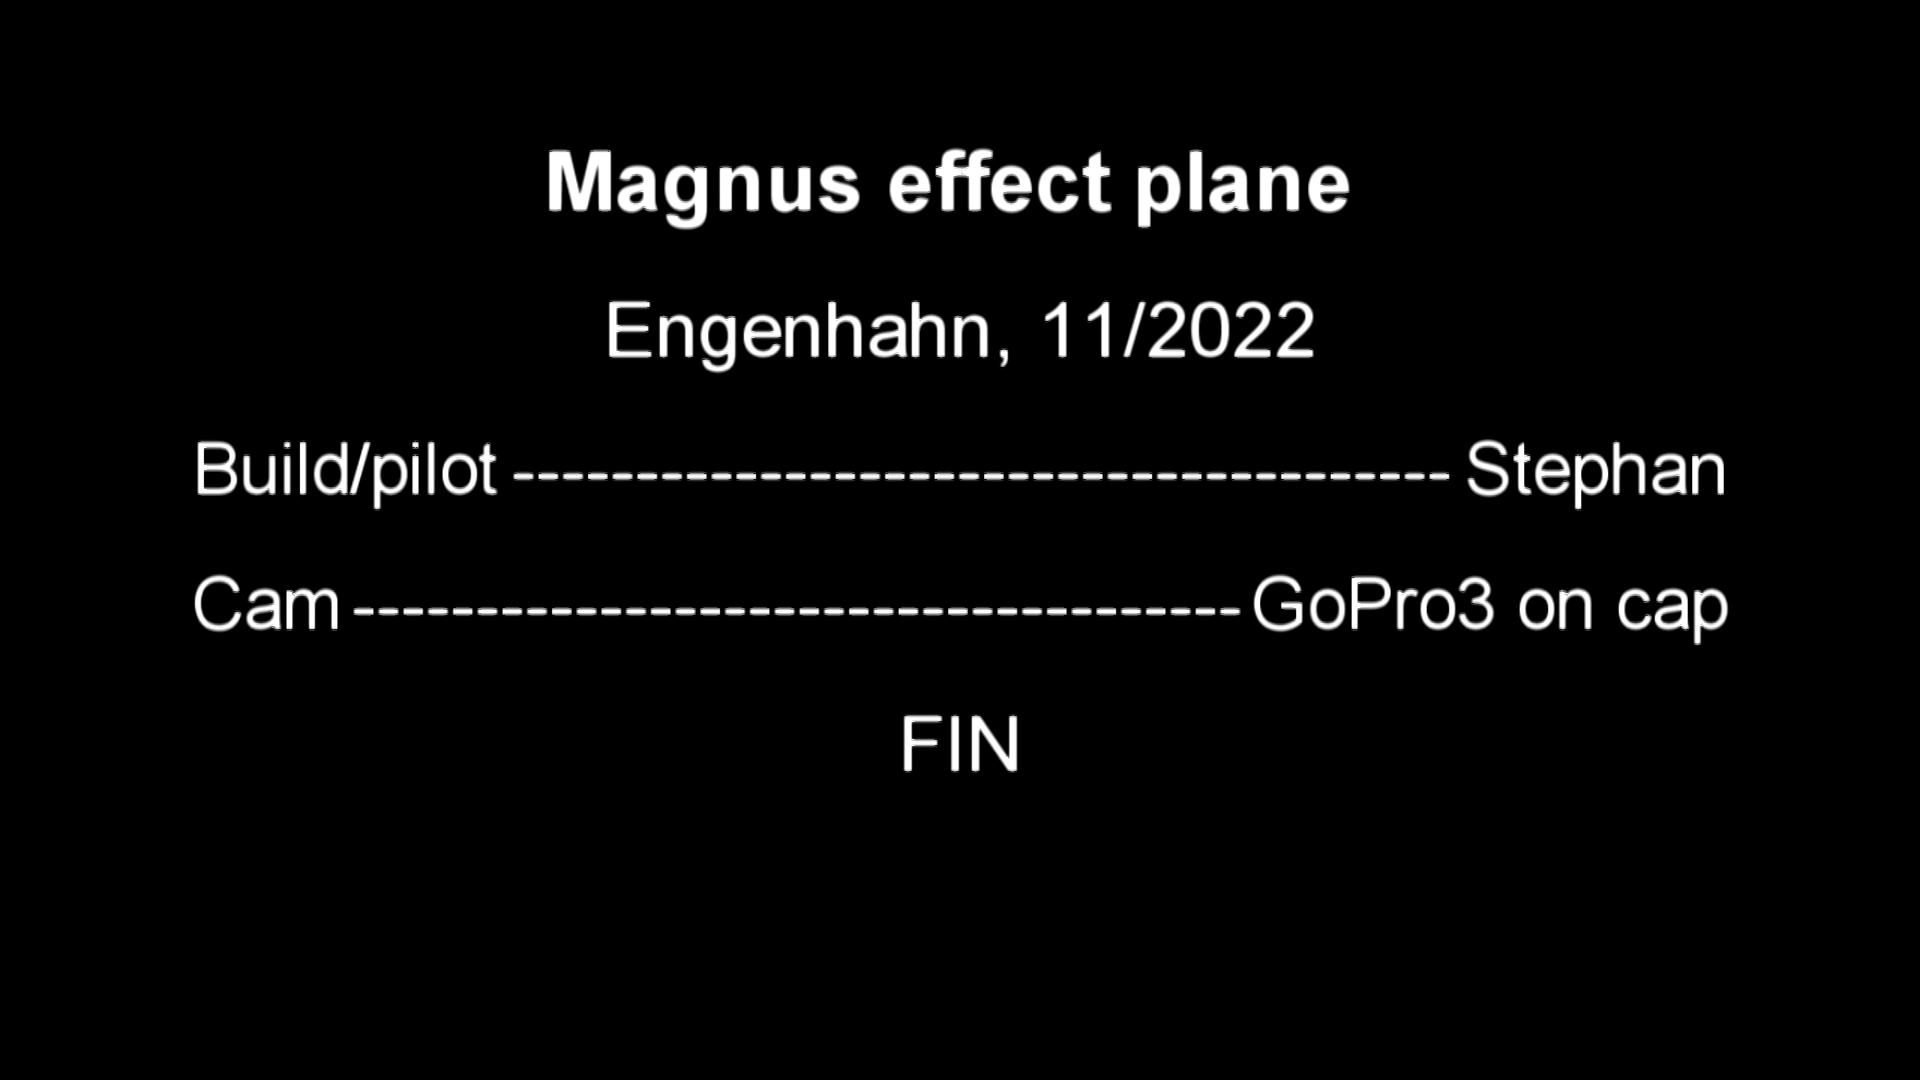 Magnus effect plane
Engenhahn, 11/2022
Build/pilot -------------------------------------- Stephan
Cam ------------------------------------ GoPro3 on cap
FIN